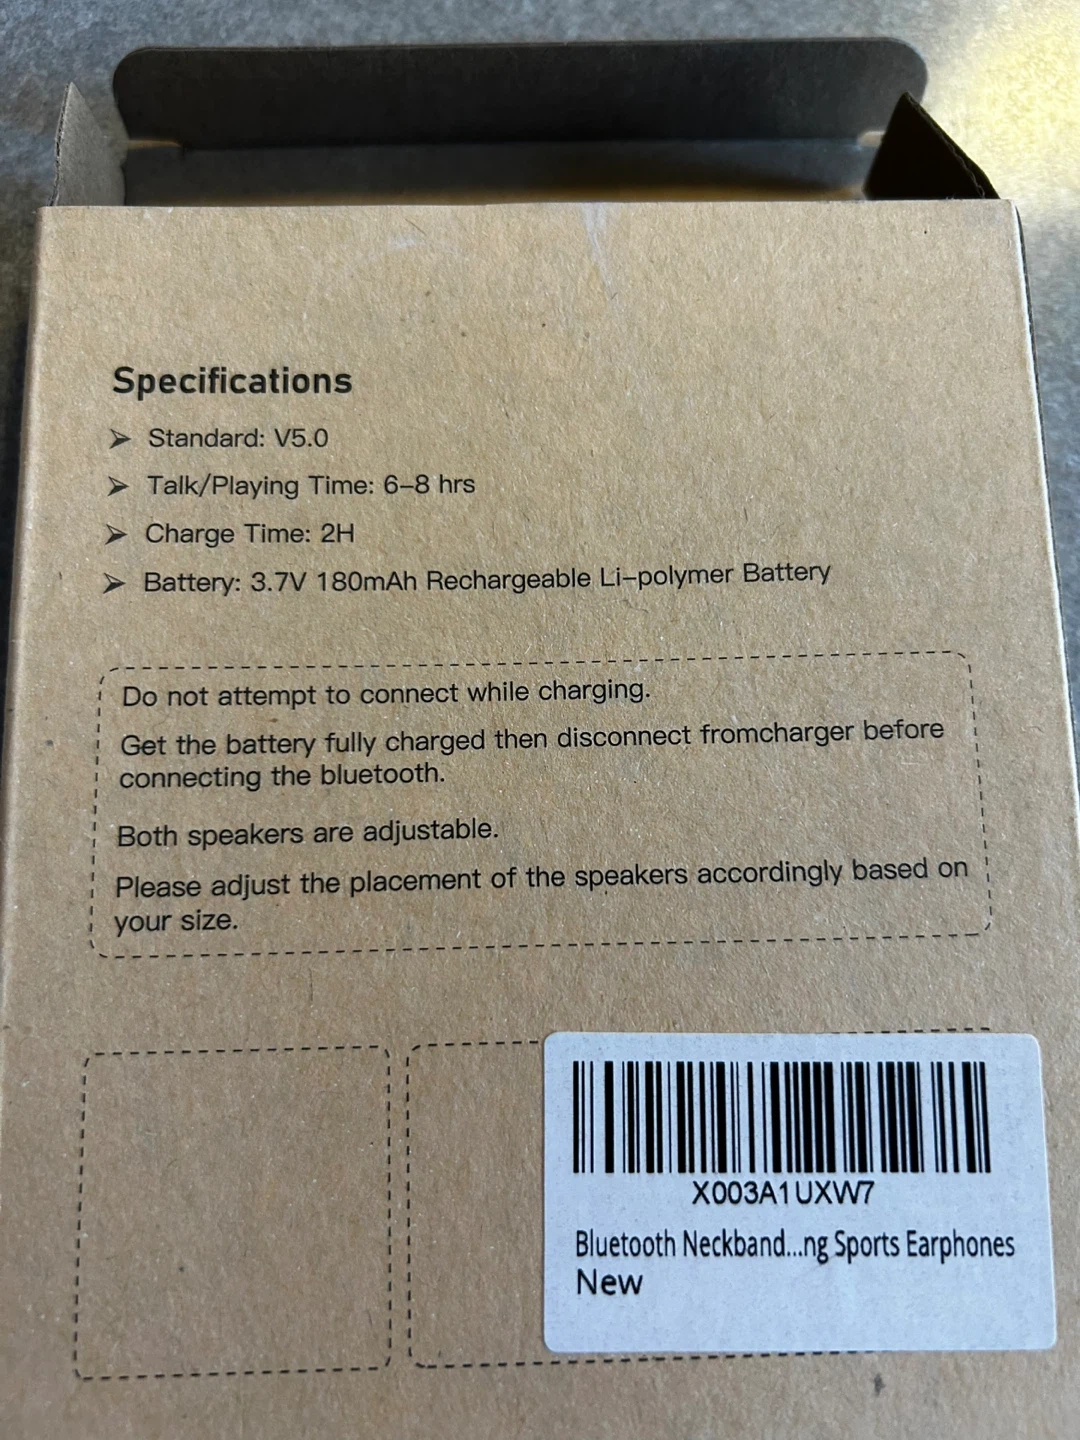 Specifications
➢ Standard: V5.0
➢ Talk/Playing Time: 6–8 hrs
➢ Charge Time: 2H
➢ Battery: 3.7V 180mAh Rechargeable Li–polymer Battery
Do not attempt to connect while charging.
Get the battery fully charged then disconnect fromcharger before
connecting the bluetooth.
Both speakers are adjustable.
Please adjust the placement of the speakers accordingly based on
your size.
X003A1UXW7
Bluetooth Neckband...ng Sports Earphones
New